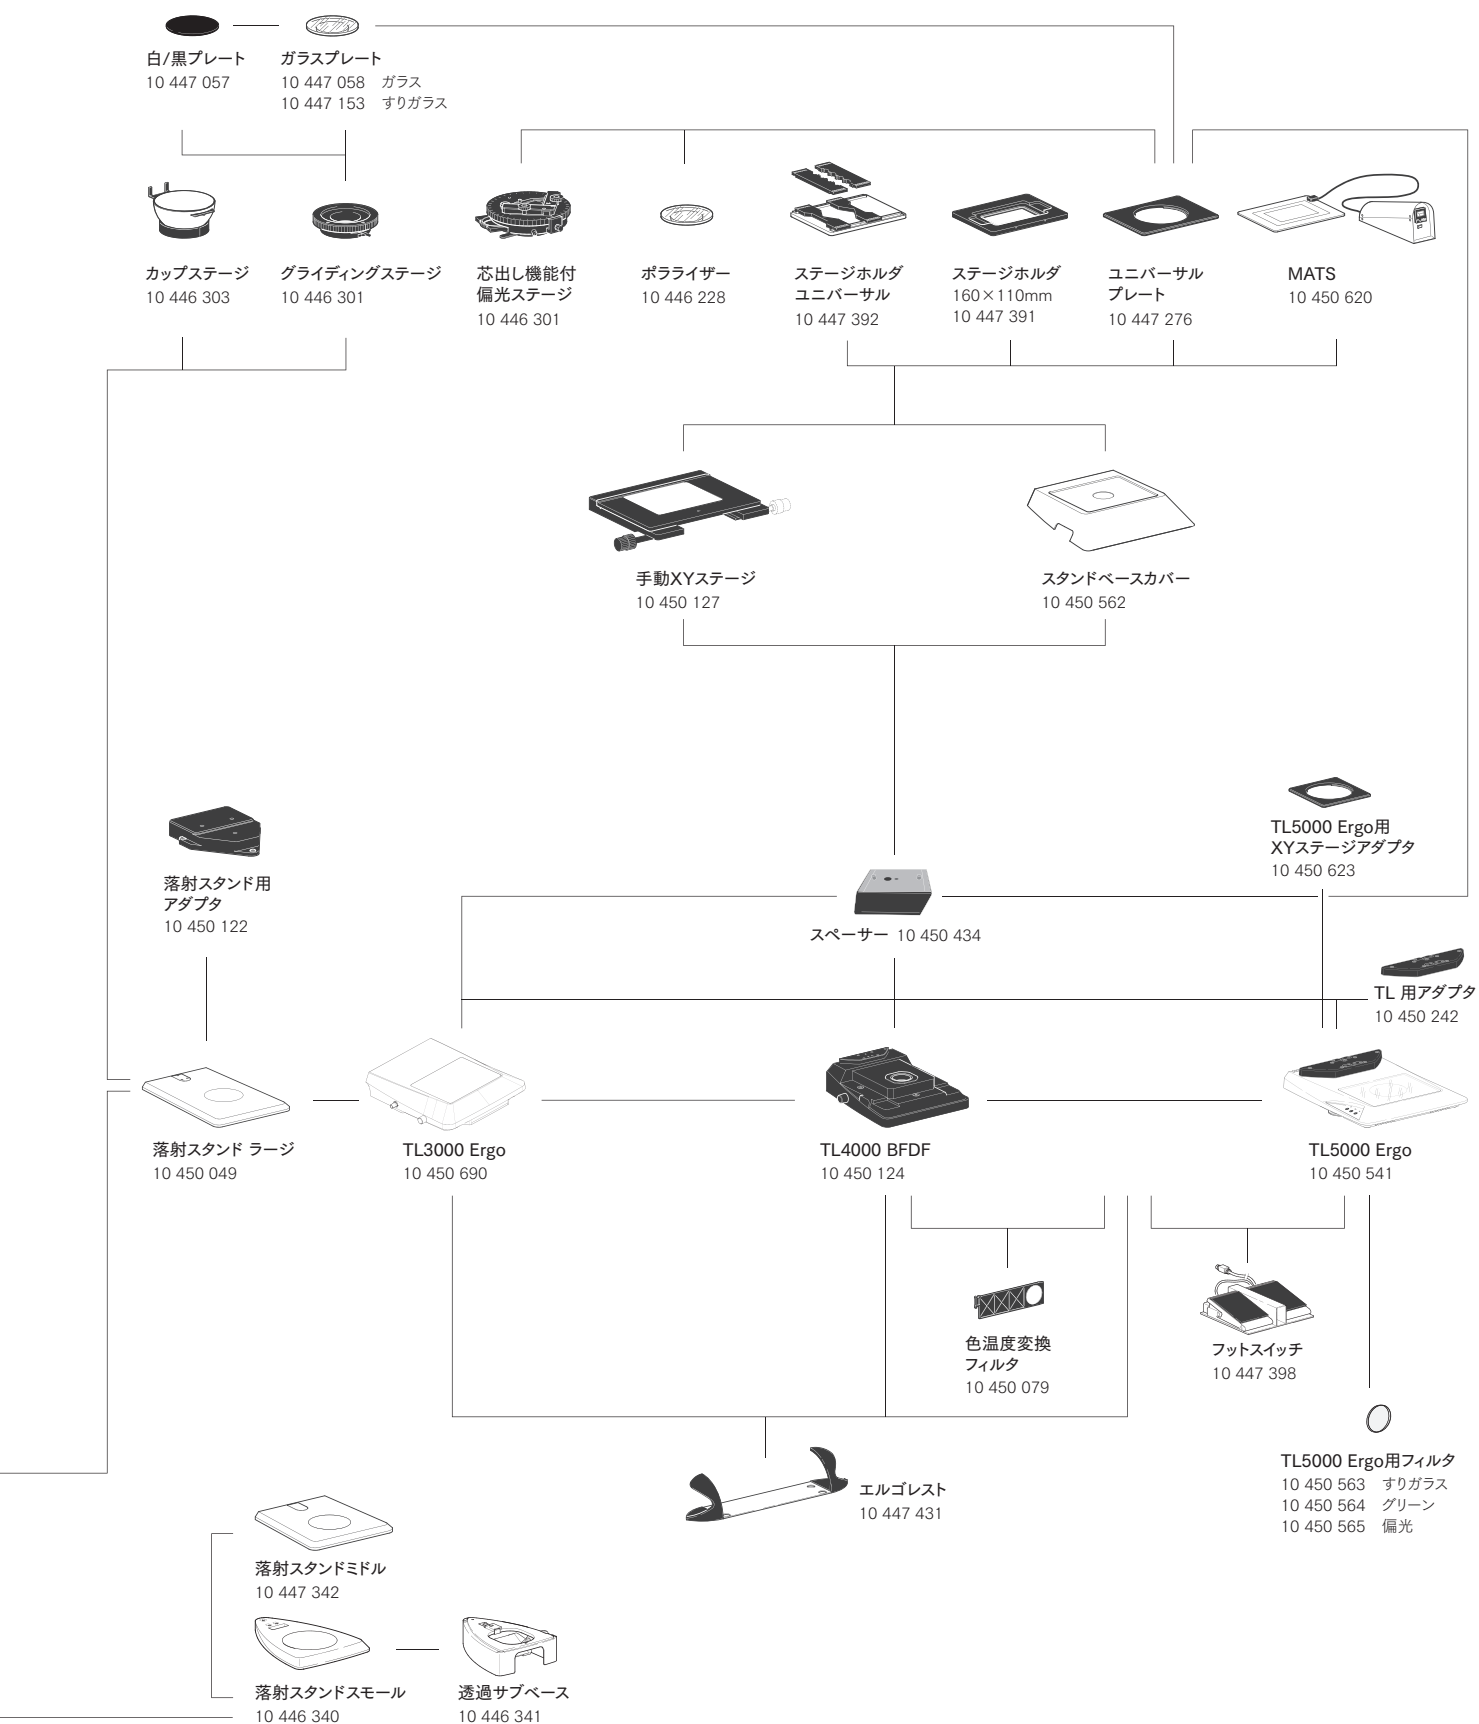 白/黒プレート
10 447 057
ガラスプレート
10 447 058 ガラス
10 447 153 すりガラス
カップステージ
10 446 303
グライディングステージ
10 446 301
芯出し機能付
偏光ステージ
10 446 301
ポラライザー
10 446 228
ステージホルダ
ユニバーサル
10 447 392
ステージホルダ
160×110mm
10 447 391
ユニバーサル
プレート
10 447 276
MATS
10 450 620
手動XYステージ
10 450 127
スタンドベースカバー
10 450 562
落射スタンド用
アダプタ
10 450 122
TL5000 Ergo用
XYステージアダプタ
10 450 623
スペーサー 10 450 434
TL 用アダプタ
10 450 242
落射スタンド ラージ
10 450 049
TL3000 Ergo
10 450 690
TL4000 BFDF
10 450 124
TL5000 Ergo
10 450 541
色温度変換
フィルタ
10 450 079
フットスイッチ
10 447 398
エルゴレスト
10 447 431
TL5000 Ergo用フィルタ
10 450 563 すりガラス
10 450 564 グリーン
10 450 565 偏光
落射スタンドミドル
10 447 342
落射スタンドスモール
10 446 340
透過サブベース
10 446 341